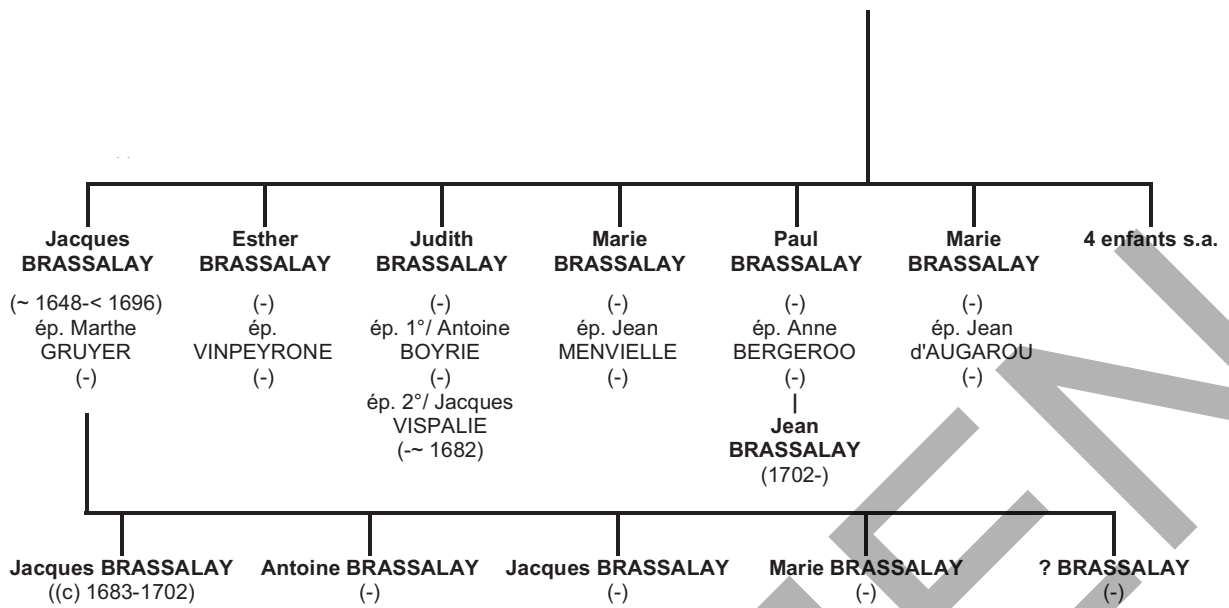 Jacques
BRASSALAY
(~ 1648-< 1696)
ép. Marthe
GRUYER
(-)
Esther
BRASSALAY
(-)
ép.
VINPEYRONE
(-)
Judith
BRASSALAY
(-)
ép. 1°/ Antoine
BOYRIE
(-)
ép. 2°/ Jacques
VISPALIE
(-~ 1682)
Marie
BRASSALAY
(-)
ép. Jean
MENVIELLE
(-)
Paul
BRASSALAY
(-)
ép. Anne
BERGEROO
(-)
|
Jean
BRASSALAY
(1702-)
Marie
BRASSALAY
(-)
ép. Jean
d'AUGAROU
(-)
4 enfants s.a.
Jacques BRASSALAY
((c) 1683-1702)
Antoine BRASSALAY
(-)
Jacques BRASSALAY
(-)
Marie BRASSALAY
(-)
? BRASSALAY
(-)